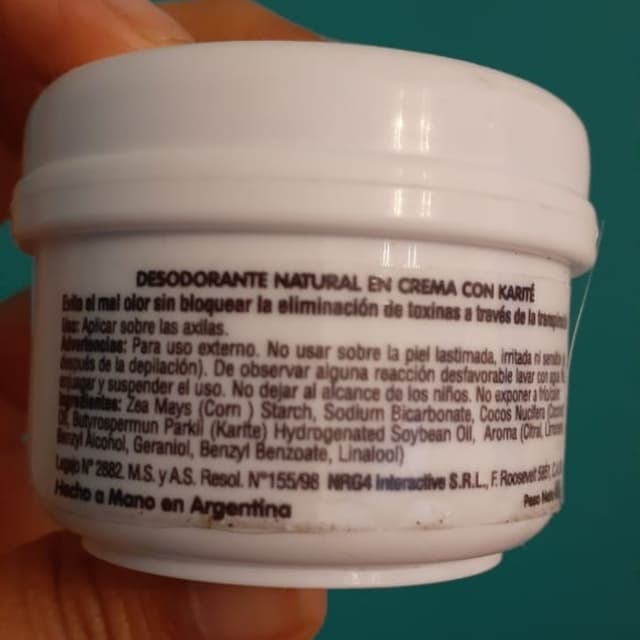 DESODORANTE NATURAL EN CREMA CON KARITÉ
Evita el mal olor sin bloquear la eliminación de toxinas a través de la
Uso: Aplicar sobre las axilas.
Advertencias: Para uso externo. No usar sobre la piel lastimada, irritada ni
después de la depilación). De observar alguna reacción desfavorable lavar con agua
enjuagar y suspender el uso. No dejar al alcance de los niños. No exponer a
Ingredientes: Zea Mays (Corn ) Starch, Sodium Bicarbonate, Cocos Nucifera
Oil, Butyrospermun Parkii (Karite) Hydrogenated Soybean Oil, Aroma (Citral,
Benzyl Alcohol, Geraniol, Benzyl Benzoate, Linalool)
Legajo N° 2882. M.S. y A.S. Resol. N°155/98 NRG4 Interactive S.R.L., F. Roosevelt
Hecho a Mano en Argentina
Peso Neto